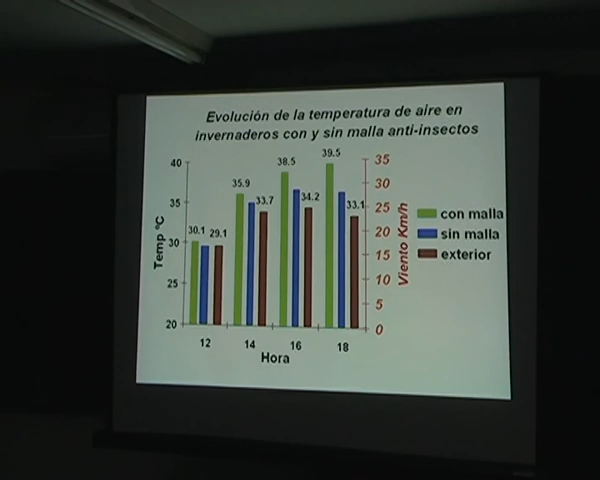 Evolución de la temperatura de aire en
invernaderos con y sin malla anti-insectos
40
35
30
25
20
Temp ºC
30.1 29.1
35.9 33.7
38.5 34.2
39.5 33.1
35
30
25
20
15
10
5
0
Viento Km/h
con malla
sin malla
exterior
12 14 16 18
Hora